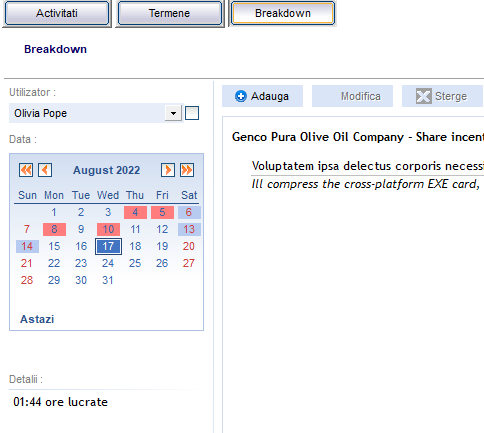 Activitati Termene Breakdown
Breakdown
Utilizator :
Olivia Pope
Data :
August 2022
Sun Mon Tue Wed Thu Fri Sat
1 2 3 4 5 6
7 8 9 10 11 12 13
14 15 16 17 18 19 20
21 22 23 24 25 26 27
28 29 30 31
Astazi
Detalii :
01:44 ore lucrate
Adauga Modifica Sterge
Genco Pura Olive Oil Company - Share incent
Voluptatem ipsa delectus corporis necessi
Ill compress the cross-platform EXE card,